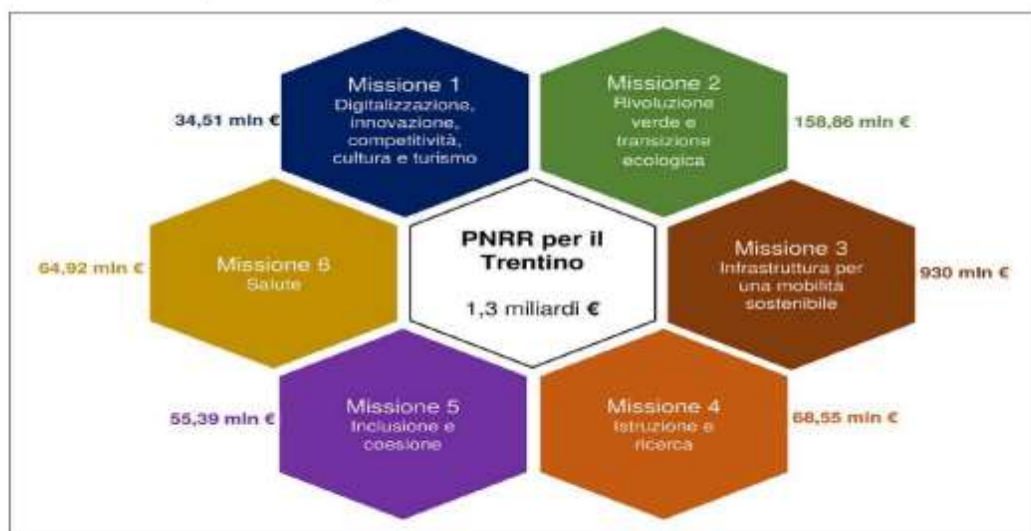 Missione 1
Digitalizzazione,
innovazione,
competitività,
cultura e turismo
34,51 mln €
Missione 2
Rivoluzione
verde e
transizione
ecologica
158,86 mln €
Missione 6
Salute
64,92 mln €
PNRR per il
Trentino
1,3 miliardi €
Missione 3
Infrastruttura per
una mobilità
sostenibile
930 mln €
Missione 5
Inclusione e
coesione
55,39 mln €
Missione 4
Istruzione e
ricerca
68,55 mln €